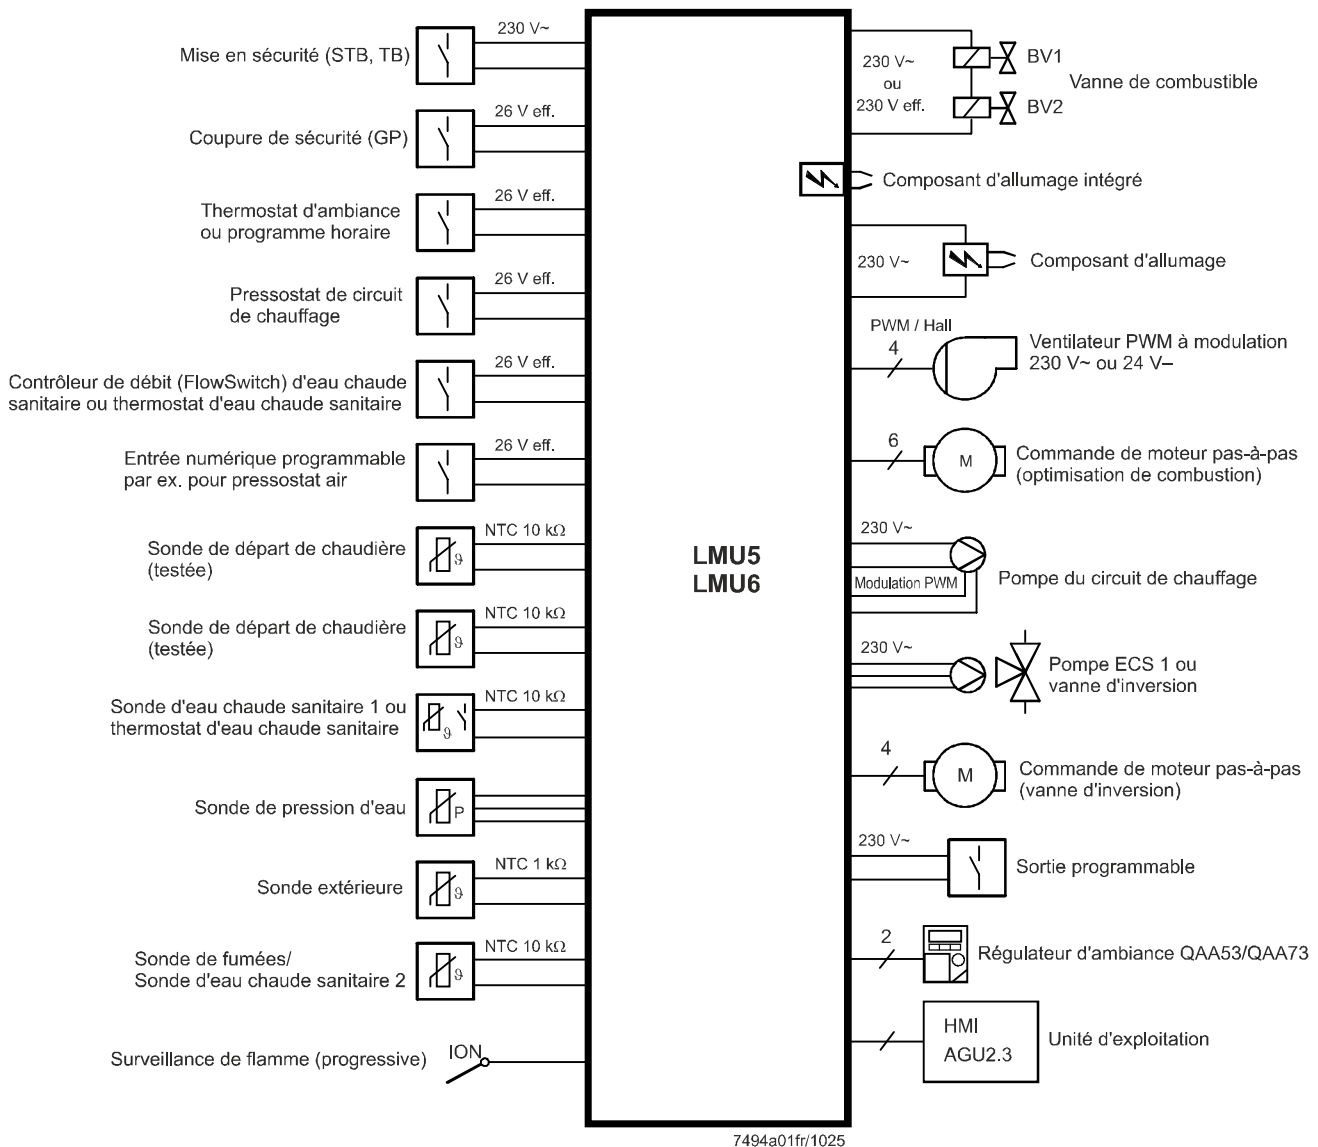 Mise en sécurité (STB, TB)
230 V~
Coupure de sécurité (GP)
26 V eff.
Thermostat d'ambiance
ou programme horaire
26 V eff.
Pressostat de circuit
de chauffage
26 V eff.
Contrôleur de débit (FlowSwitch) d'eau chaude
sanitaire ou thermostat d'eau chaude sanitaire
26 V eff.
Entrée numérique programmable
par ex. pour pressostat air
26 V eff.
Sonde de départ de chaudière
(testée)
NTC 10 kΩ
ϑ
Sonde de départ de chaudière
(testée)
NTC 10 kΩ
ϑ
Sonde d'eau chaude sanitaire 1 ou
thermostat d'eau chaude sanitaire
NTC 10 kΩ
ϑ
Sonde de pression d'eau
P
Sonde extérieure
NTC 1 kΩ
ϑ
Sonde de fumées/
Sonde d'eau chaude sanitaire 2
NTC 10 kΩ
ϑ
Surveillance de flamme (progressive)
ION
LMU5
LMU6
230 V~
ou
230 V eff.
BV1
BV2
Vanne de combustible
Composant d'allumage intégré
230 V~
Composant d'allumage
PWM / Hall
4
Ventilateur PWM à modulation
230 V~ ou 24 V–
6
M
Commande de moteur pas-à-pas
(optimisation de combustion)
230 V~
Modulation PWM
Pompe du circuit de chauffage
230 V~
Pompe ECS 1 ou
vanne d'inversion
4
M
Commande de moteur pas-à-pas
(vanne d'inversion)
230 V~
Sortie programmable
2
Régulateur d'ambiance QAA53/QAA73
HMI
AGU2.3
Unité d'exploitation
7494a01fr/1025